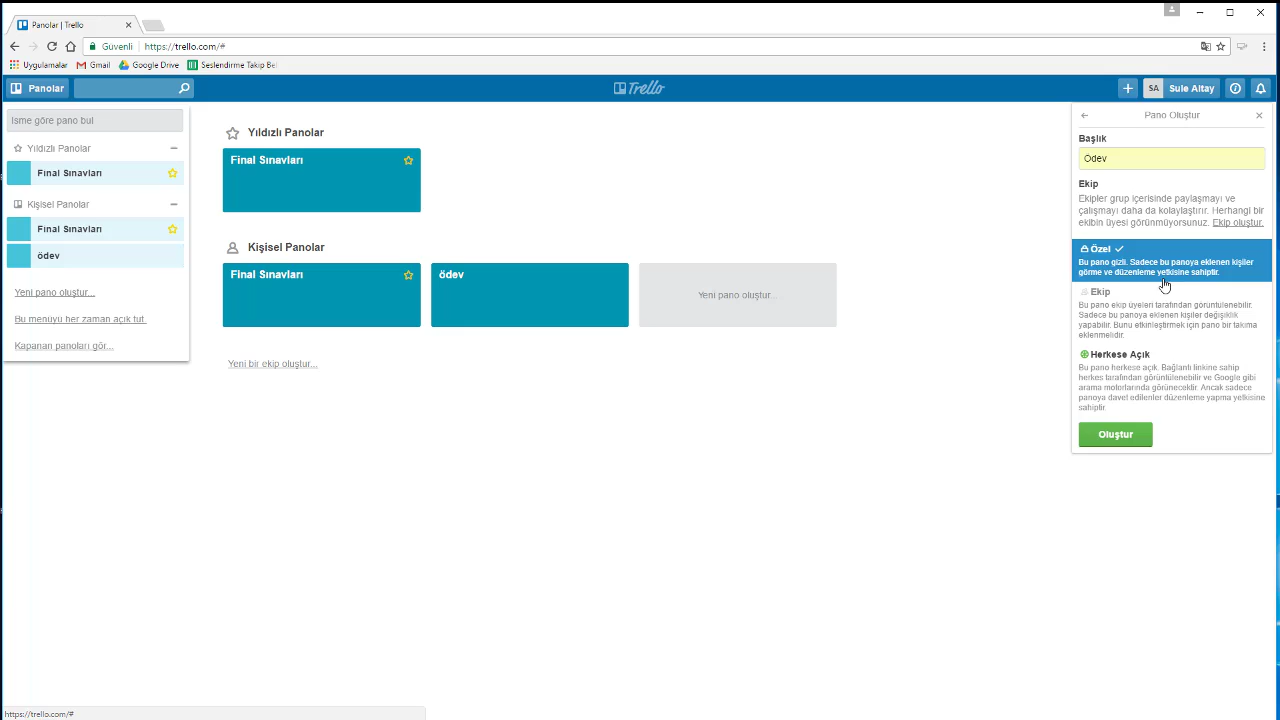 Panolar | Trello
Güvenli
https://trello.com/#
Uygulamalar
Gmail
Google Drive
Seslendirme Takip Bel
Panolar
Trello
SA
Sule Altay
İsme göre pano bul
Yıldızlı Panolar
Final Sınavları
Kişisel Panolar
Final Sınavları
ödev
Yeni pano oluştur...
Bu menüyü her zaman açık tut.
Kapanan panoları gör...
Yıldızlı Panolar
Final Sınavları
Kişisel Panolar
Final Sınavları
ödev
Yeni pano oluştur...
Yeni bir ekip oluştur...
Pano Oluştur
Başlık
Ödev
Ekip
Ekipler grup içerisinde paylaşmayı ve
çalışmayı daha da kolaylaştırır. Herhangi bir
ekibin üyesi görünmüyorsunuz. Ekip oluştur.
Özel
Bu pano gizli. Sadece bu panoya eklenen kişiler
görme ve düzenleme yetkisine sahiptir.
Ekip
Bu pano ekip üyeleri tarafından görüntülenebilir.
Sadece bu panoya eklenen kişiler değişiklik
yapabilir. Bunu etkinleştirmek için pano bir takıma
eklenmelidir.
Herkese Açık
Bu pano herkese açık. Bağlantı linkine sahip
herkes tarafından görüntülenebilir ve Google gibi
arama motorlarında görünecektir. Ancak sadece
panoya davet edilenler düzenleme yapma yetkisine
sahiptir.
Oluştur
https://trello.com/#